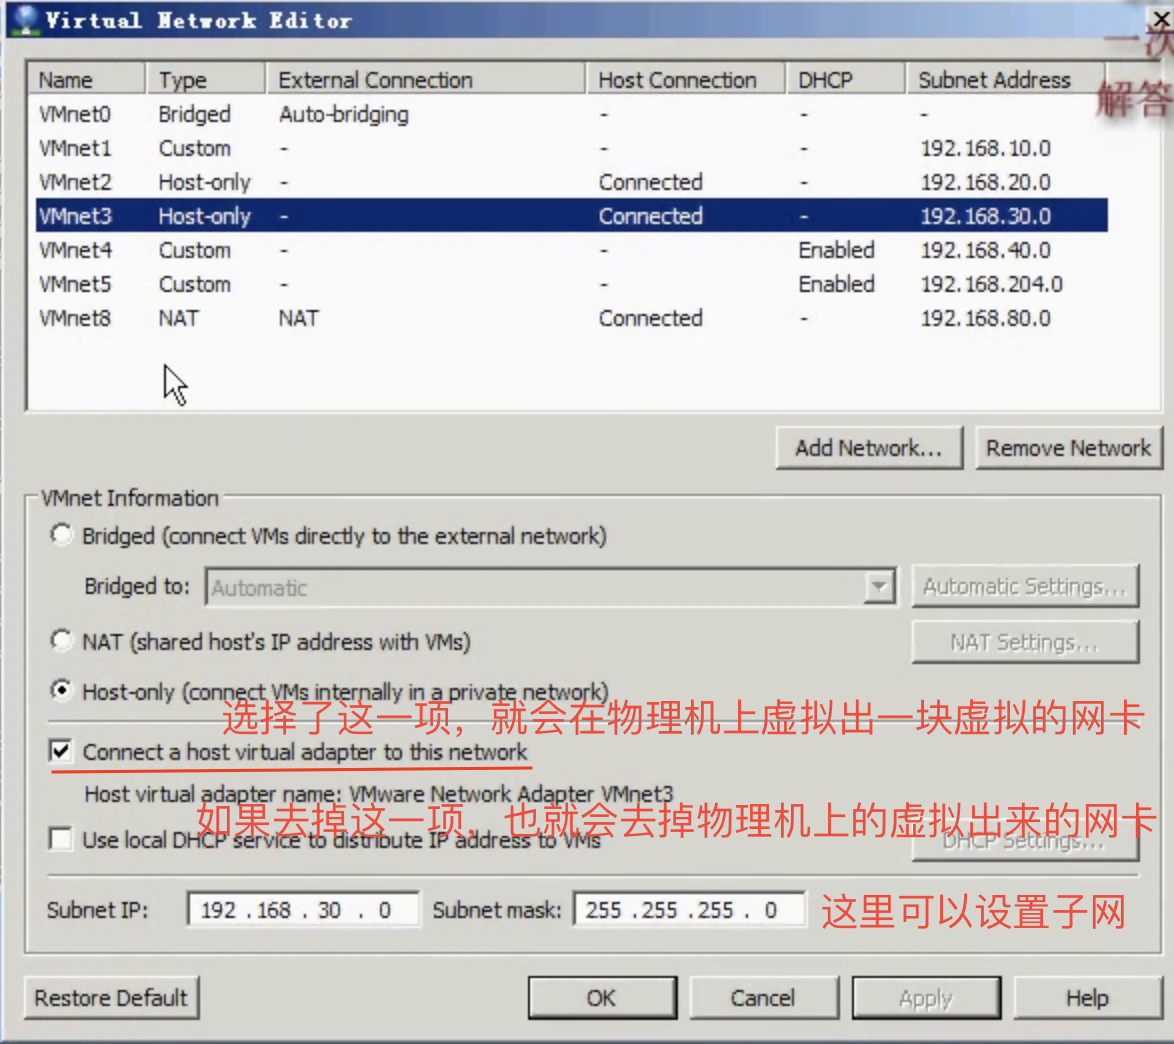 Virtual Network Editor
一次
解答
Name Type External Connection Host Connection DHCP Subnet Address
VMnet0 Bridged Auto-bridging - - -
VMnet1 Custom - - - 192.168.10.0
VMnet2 Host-only - Connected - 192.168.20.0
VMnet3 Host-only - Connected - 192.168.30.0
VMnet4 Custom - - Enabled 192.168.40.0
VMnet5 Custom - - Enabled 192.168.204.0
VMnet8 NAT NAT Connected - 192.168.80.0
Add Network... Remove Network
VMnet Information
Bridged (connect VMs directly to the external network)
Bridged to: Automatic Automatic Settings...
NAT (shared host's IP address with VMs) NAT Settings...
Host-only (connect VMs internally in a private network)
选择了这一项，就会在物理机上虚拟出一块虚拟的网卡
Connect a host virtual adapter to this network
Host virtual adapter name: VMware Network Adapter VMnet3
如果去掉这一项，也就会去掉物理机上的虚拟出来的网卡
Use local DHCP service to distribute IP address to VMs DHCP Settings...
Subnet IP: 192 .168 . 30 . 0 Subnet mask: 255 .255 .255 . 0 这里可以设置子网
Restore Default OK Cancel Apply Help